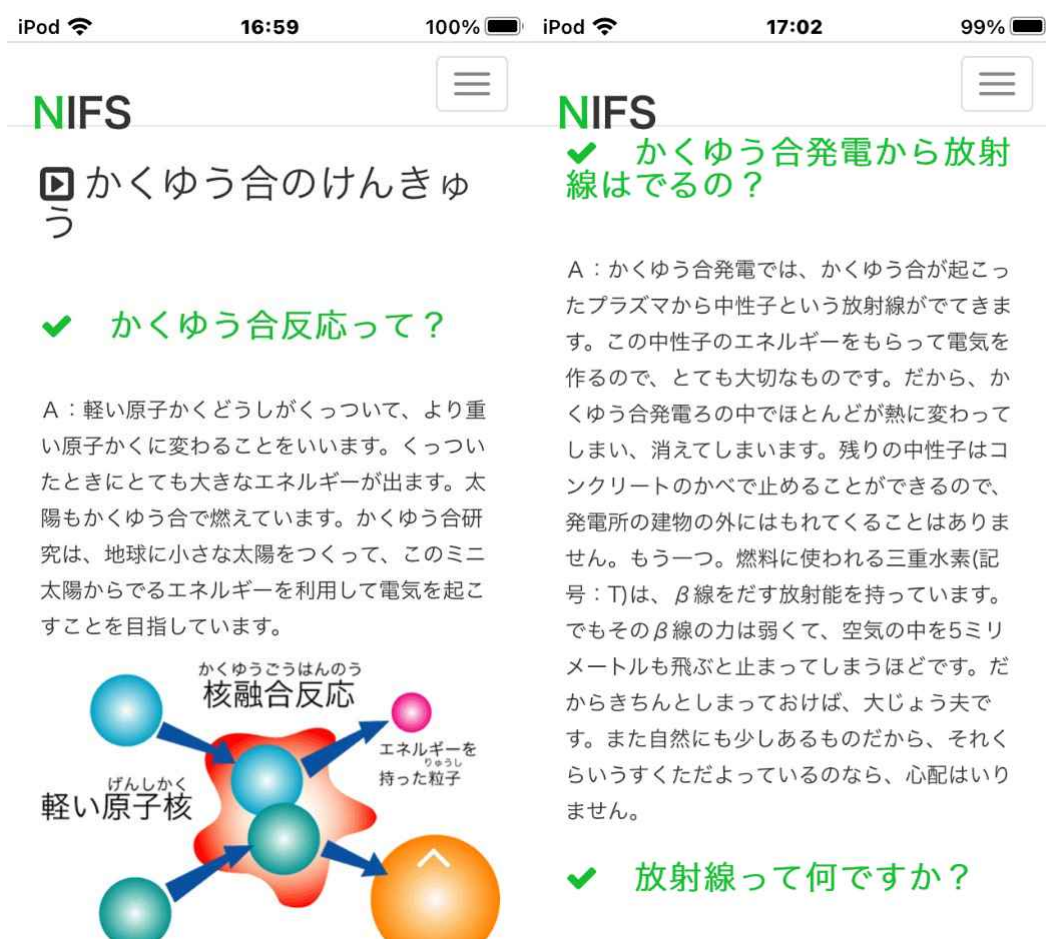 iPod 16:59 100%
NIFS
かくゆう合のけんきゅ
う
かくゆう合反応って？
A：軽い原子かくどうしがくっついて、より重
い原子かくに変わることをいいます。くっつい
たときにとても大きなエネルギーが出ます。太
陽もかくゆう合で燃えています。かくゆう合研
究は、地球に小さな太陽をつくって、このミニ
太陽からでるエネルギーを利用して電気を起こ
すことを目指しています。
かくゆうごうはんのう
核融合反応
エネルギーを
りゅうし
持った粒子
げんしかく
軽い原子核
iPod 17:02 99%
NIFS
かくゆう合発電から放射
線はでるの？
A：かくゆう合発電では、かくゆう合が起こっ
たプラズマから中性子という放射線がでてきま
す。この中性子のエネルギーをもらって電気を
作るので、とても大切なものです。だから、か
くゆう合発電ろの中でほとんどが熱に変わって
しまい、消えてしまいます。残りの中性子はコ
ンクリートのかべで止めることができるので、
発電所の建物の外にはもれてくることはありま
せん。もう一つ。燃料に使われる三重水素(記
号：T)は、β線をだす放射能を持っています。
でもそのβ線の力は弱くて、空気の中を5ミリ
メートルも飛ぶと止まってしまうほどです。だ
からきちんとしまっておけば、大じょう夫で
す。また自然にも少しあるものだから、それく
らいうすくただよっているのなら、心配はいり
ません。
放射線って何ですか？